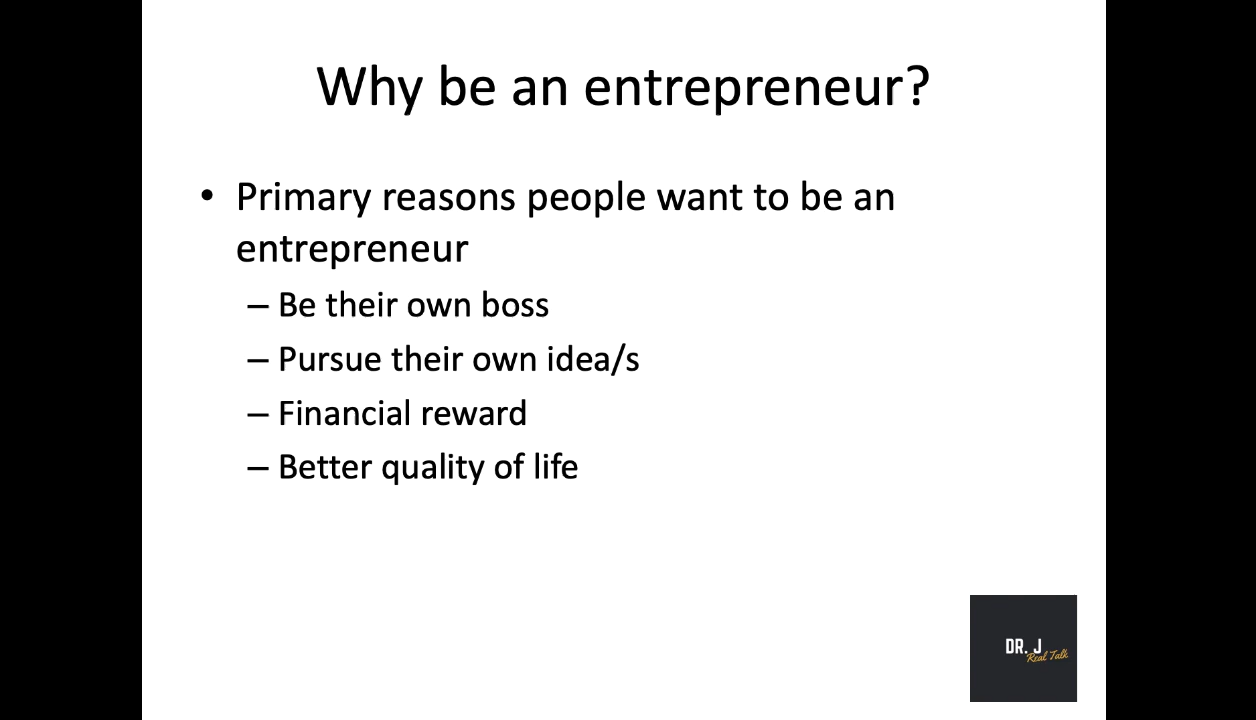 Why be an entrepreneur?
• Primary reasons people want to be an
entrepreneur
– Be their own boss
– Pursue their own idea/s
– Financial reward
– Better quality of life
DR. J
Real Talk